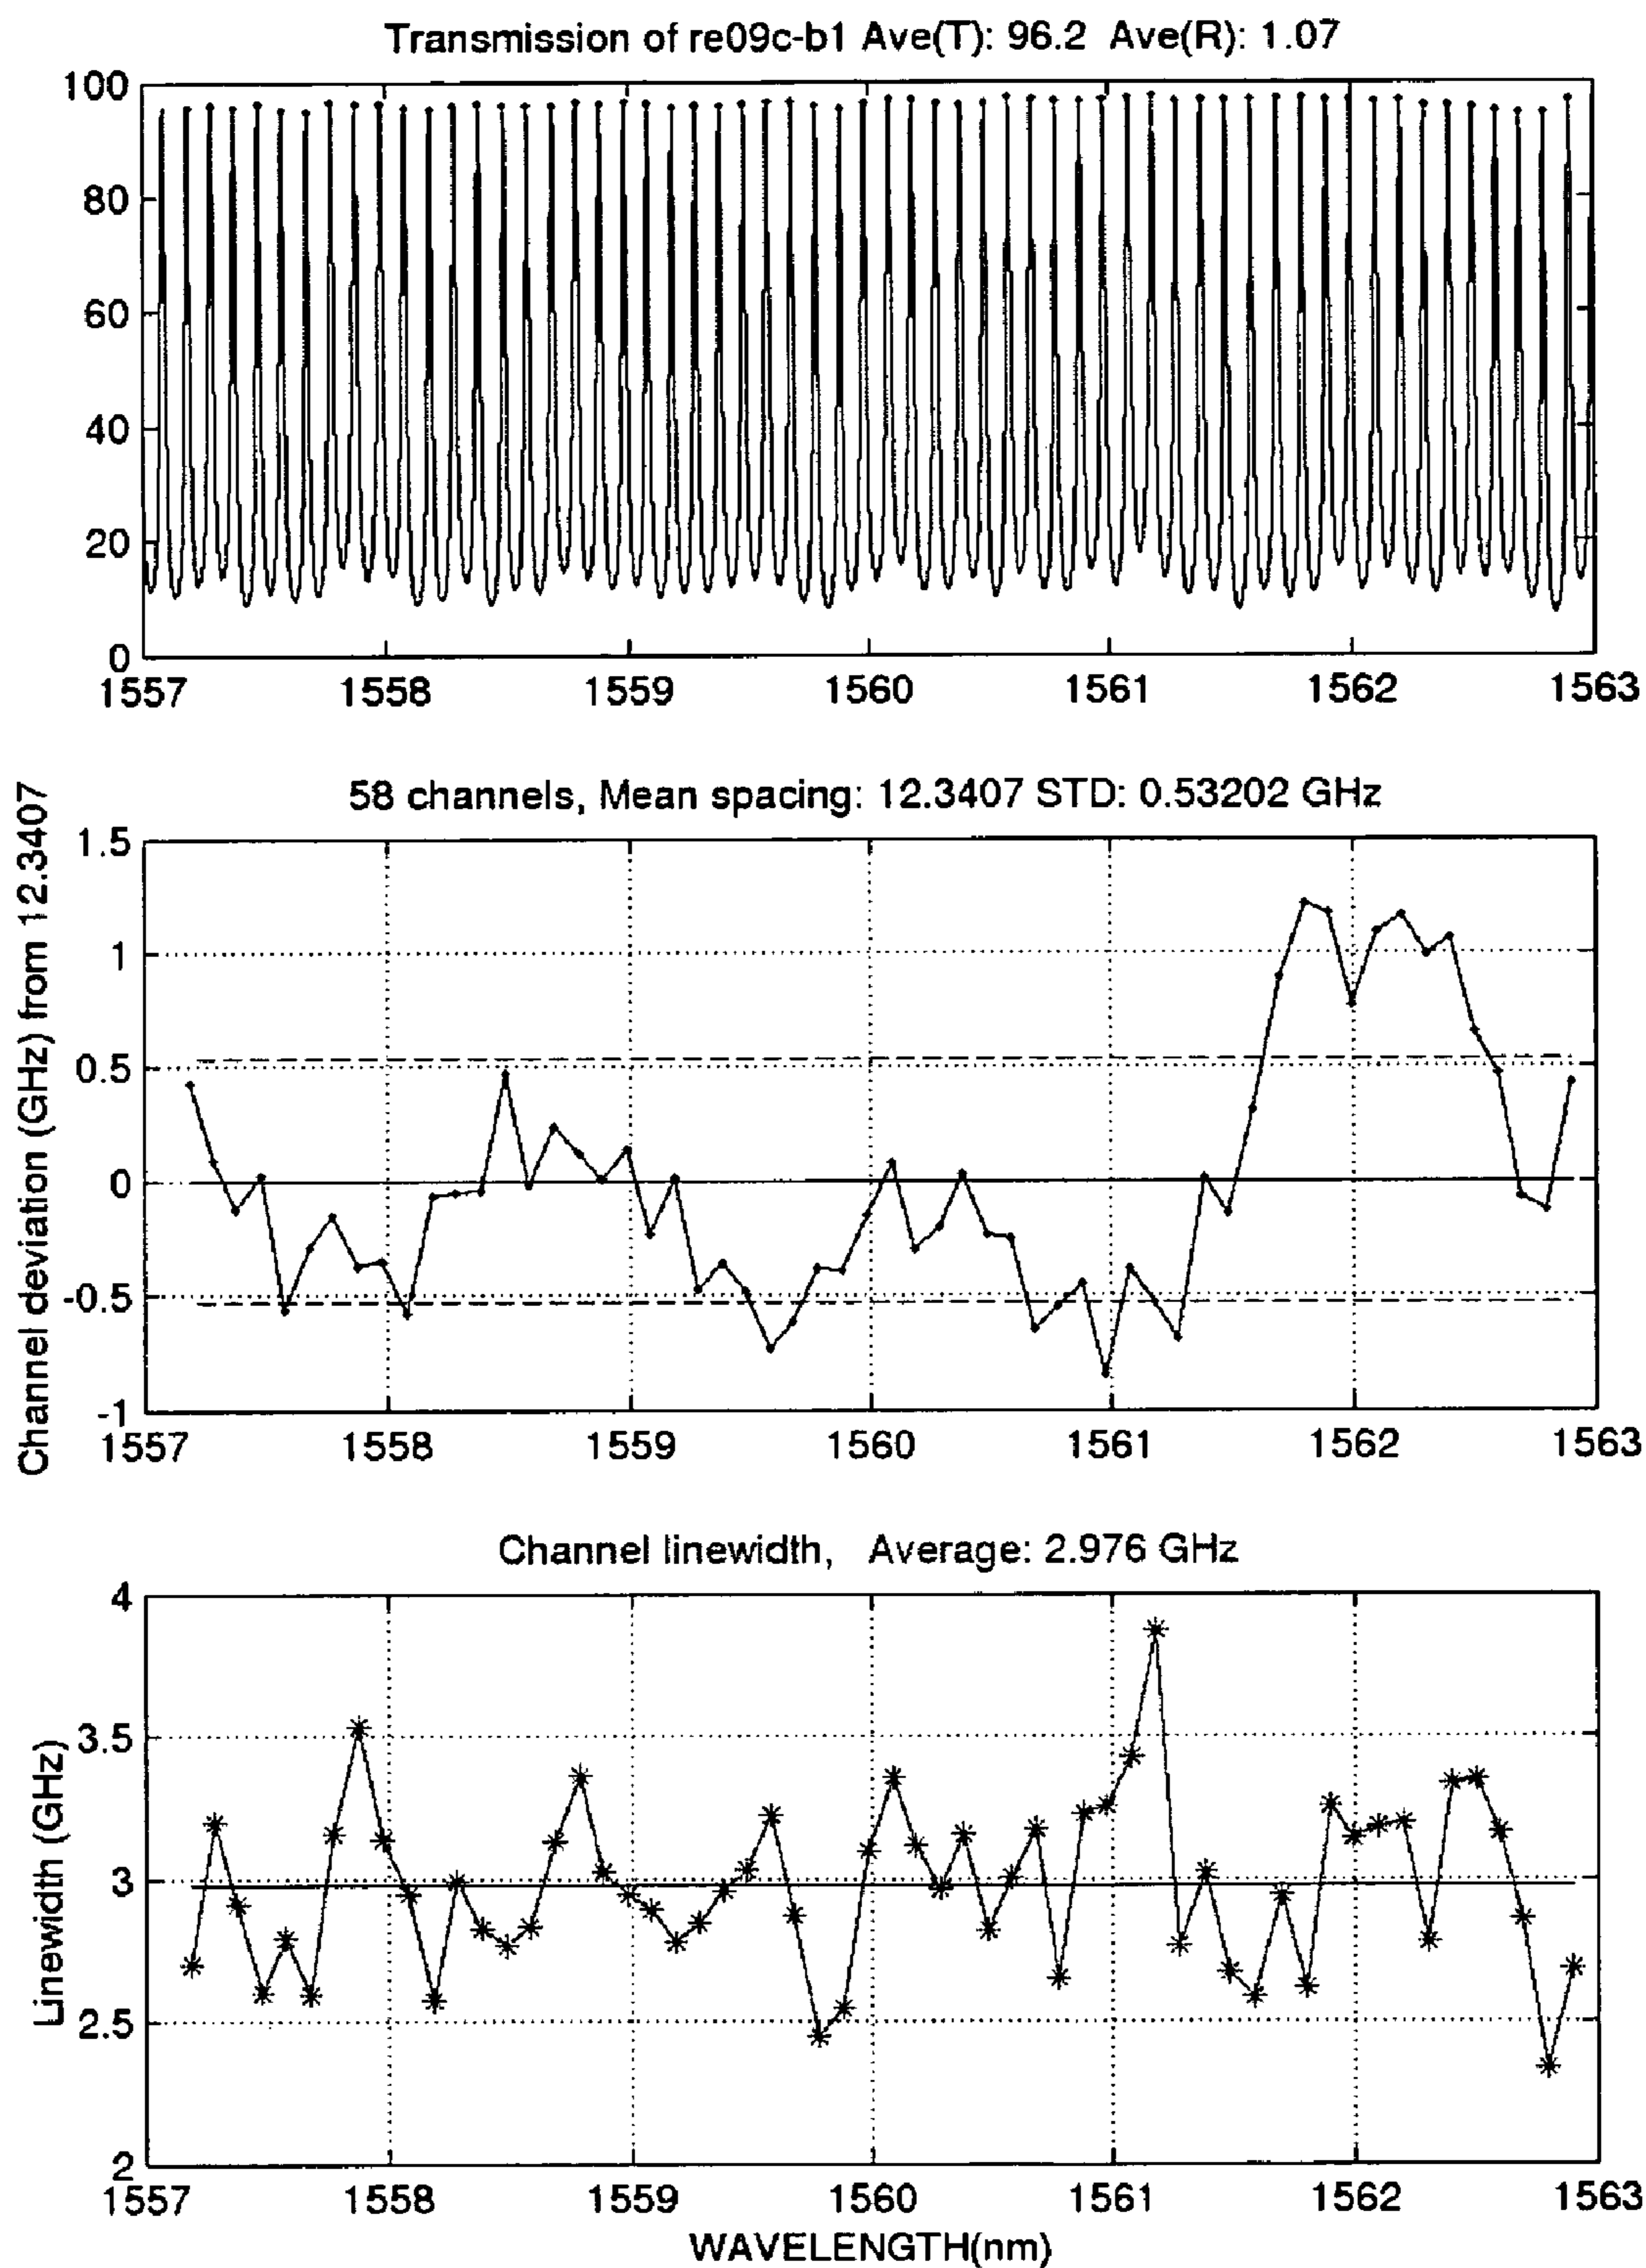 Transmission of re09c-b1 Ave(T): 96.2 Ave(R): 1.07
100
80
60
40
20
0
1557 1558 1559 1560 1561 1562 1563
58 channels, Mean spacing: 12.3407 STD: 0.53202 GHz
Channel deviation (GHz) from 12.3407
1.5
1
0.5
0
-0.5
-1
1557 1558 1559 1560 1561 1562 1563
Channel linewidth, Average: 2.976 GHz
Linewidth (GHz)
4
3.5
3
2.5
2
1557 1558 1559 1560 1561 1562 1563
WAVELENGTH(nm)